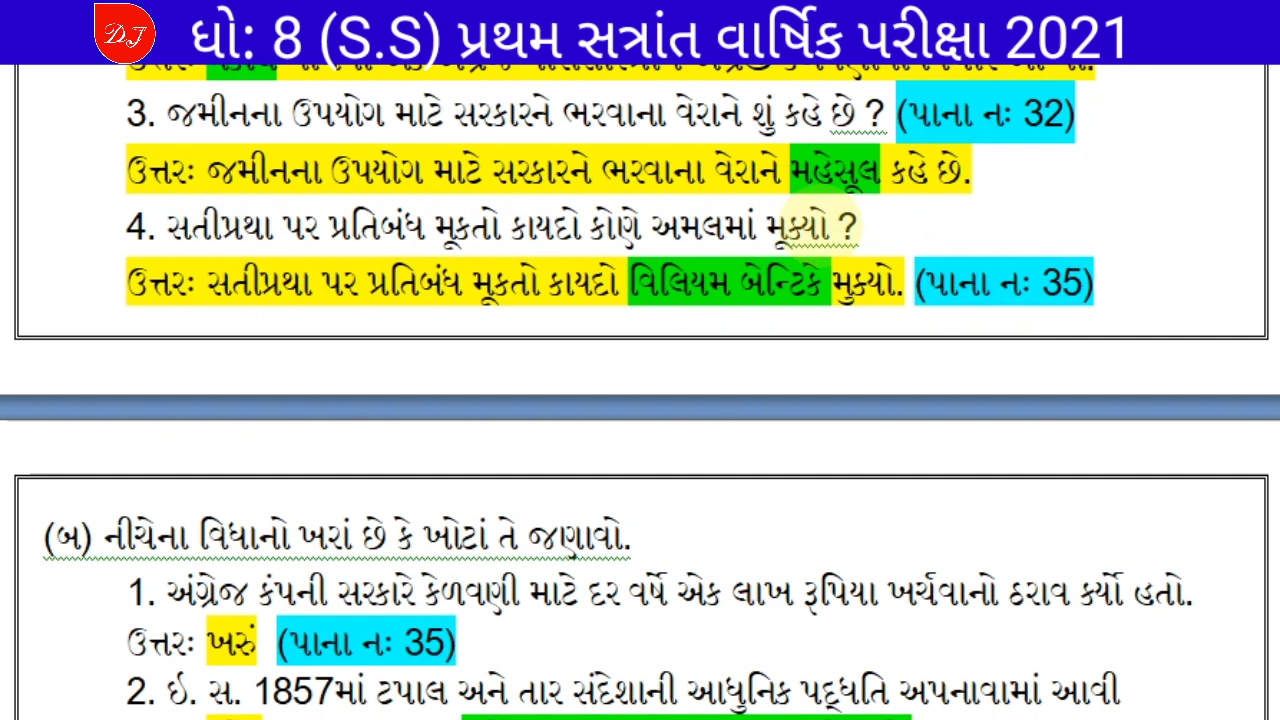 DJ
ધો: 8 (S.S) પ્રથમ સત્રાંત વાર્ષિક પરીક્ષા 2021
3. જમીનના ઉપયોગ માટે સરકારને ભરવાના વેરાને શું કહે છે ? (પાના નઃ 32)
ઉત્તરઃ જમીનના ઉપયોગ માટે સરકારને ભરવાના વેરાને મહેસૂલ કહે છે.
4. સતીપ્રથા પર પ્રતિબંધ મૂકતો કાયદો કોણે અમલમાં મૂક્યો ?
ઉત્તરઃ સતીપ્રથા પર પ્રતિબંધ મૂકતો કાયદો વિલિયમ બેન્ટિકે મુક્યો. (પાના નઃ 35)
(બ) નીચેના વિધાનો ખરાં છે કે ખોટાં તે જણાવો.
1. અંગ્રેજ કંપની સરકારે કેળવણી માટે દર વર્ષે એક લાખ રૂપિયા ખર્ચવાનો ઠરાવ કર્યો હતો.
ઉત્તરઃ ખરું (પાના નઃ 35)
2. ઇ. સ. 1857માં ટપાલ અને તાર સંદેશાની આધુનિક પદ્ધતિ અપનાવામાં આવી